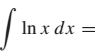 ∫ ln x dx =